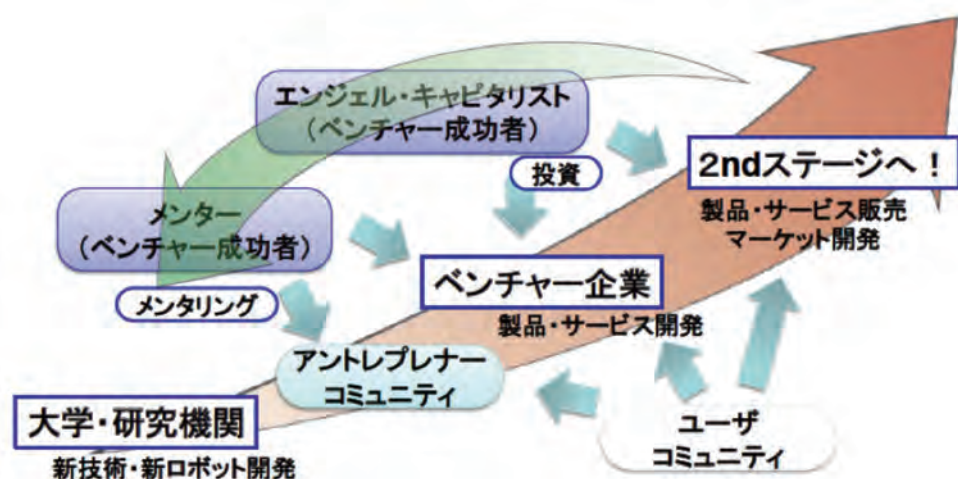 エンジェル・キャピタリスト
（ベンチャー成功者）
投資
2ndステージへ！
製品・サービス販売
マーケット開発
メンター
（ベンチャー成功者）
メンタリング
ベンチャー企業
製品・サービス開発
アントレプレナー
コミュニティ
大学・研究機関
新技術・新ロボット開発
ユーザ
コミュニティ